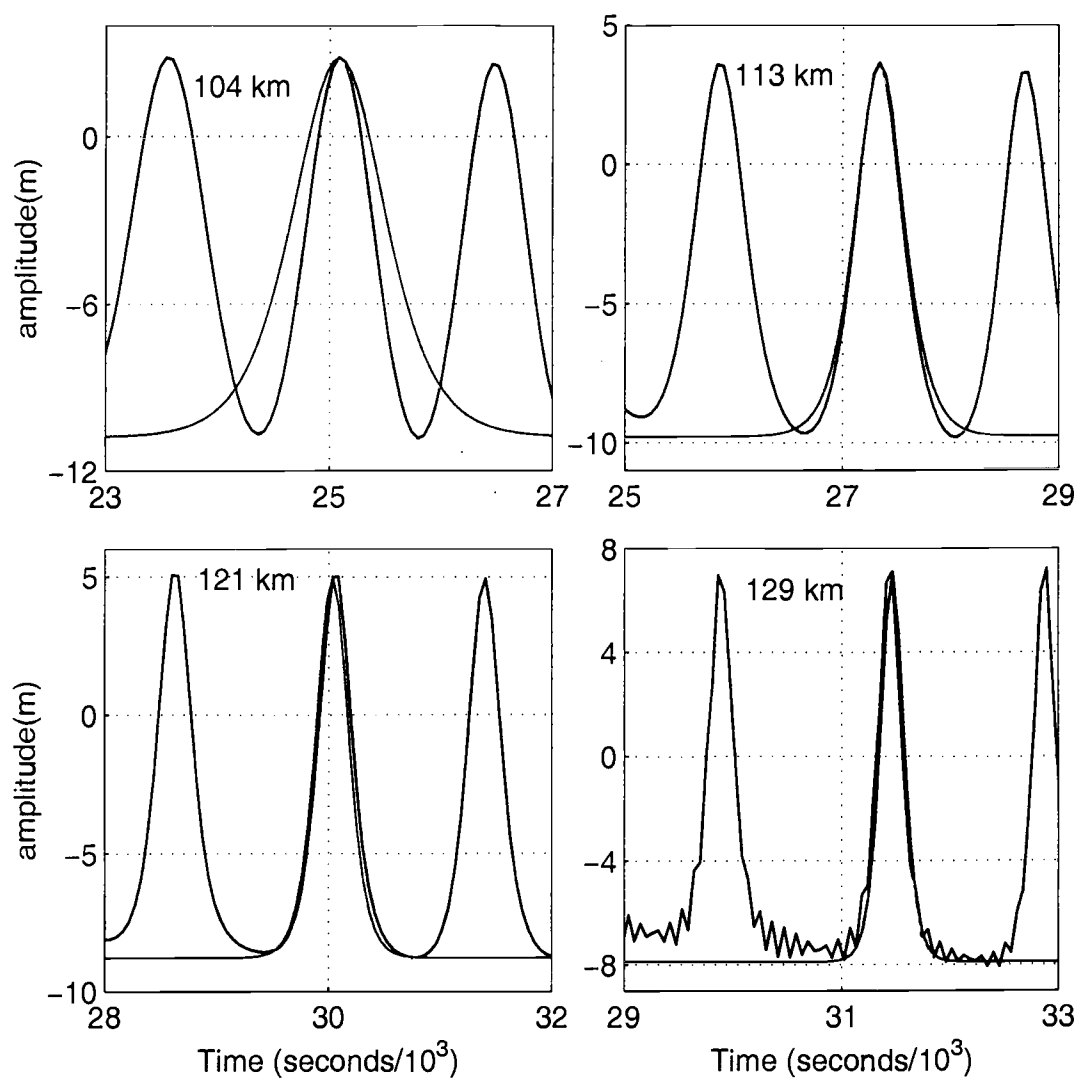 104 km
0
−6
−12
23 25 27
amplitude(m)
113 km
5
0
−5
−10
25 27 29
121 km
5
0
−5
−10
28 30 32
amplitude(m)
Time (seconds/10³)
129 km
8
4
0
−4
−8
29 31 33
Time (seconds/10³)